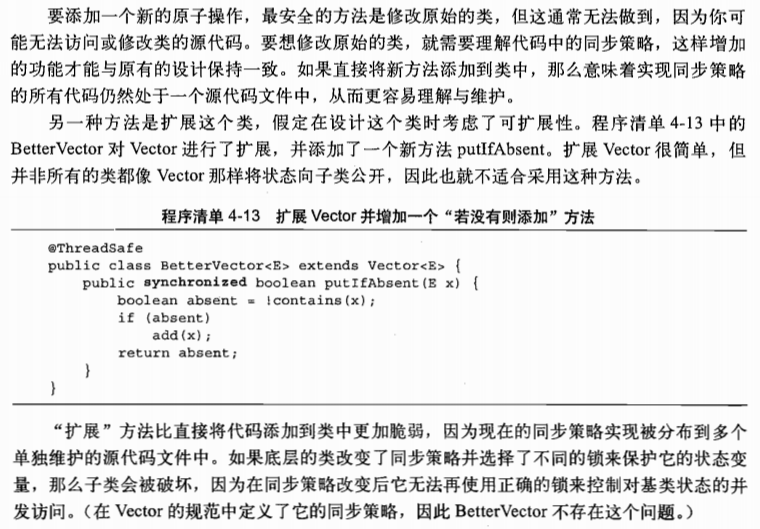 要添加一个新的原子操作，最安全的方法是修改原始的类，但这通常无法做到，因为你可
能无法访问或修改类的源代码。要想修改原始的类，就需要理解代码中的同步策略，这样增加
的功能才能与原有的设计保持一致。如果直接将新方法添加到类中，那么意味着实现同步策略
的所有代码仍然处于一个源代码文件中，从而更容易理解与维护。
另一种方法是扩展这个类，假定在设计这个类时考虑了可扩展性。程序清单 4-13 中的
BetterVector 对 Vector 进行了扩展，并添加了一个新方法 putIfAbsent。扩展 Vector 很简单，但
并非所有的类都像 Vector 那样将状态向子类公开，因此也就不适合采用这种方法。
程序清单 4-13 扩展 Vector 并增加一个“若没有则添加”方法
@ThreadSafe
public class BetterVector<E> extends Vector<E> {
public synchronized boolean putIfAbsent(E x) {
boolean absent = !contains(x);
if (absent)
add(x);
return absent;
}
}
“扩展”方法比直接将代码添加到类中更加脆弱，因为现在的同步策略实现被分布到多个
单独维护的源代码文件中。如果底层的类改变了同步策略并选择了不同的锁来保护它的状态变
量，那么子类会被破坏，因为在同步策略改变后它无法再使用正确的锁来控制对基类状态的并
发访问。（在 Vector 的规范中定义了它的同步策略，因此 BetterVector 不存在这个问题。）